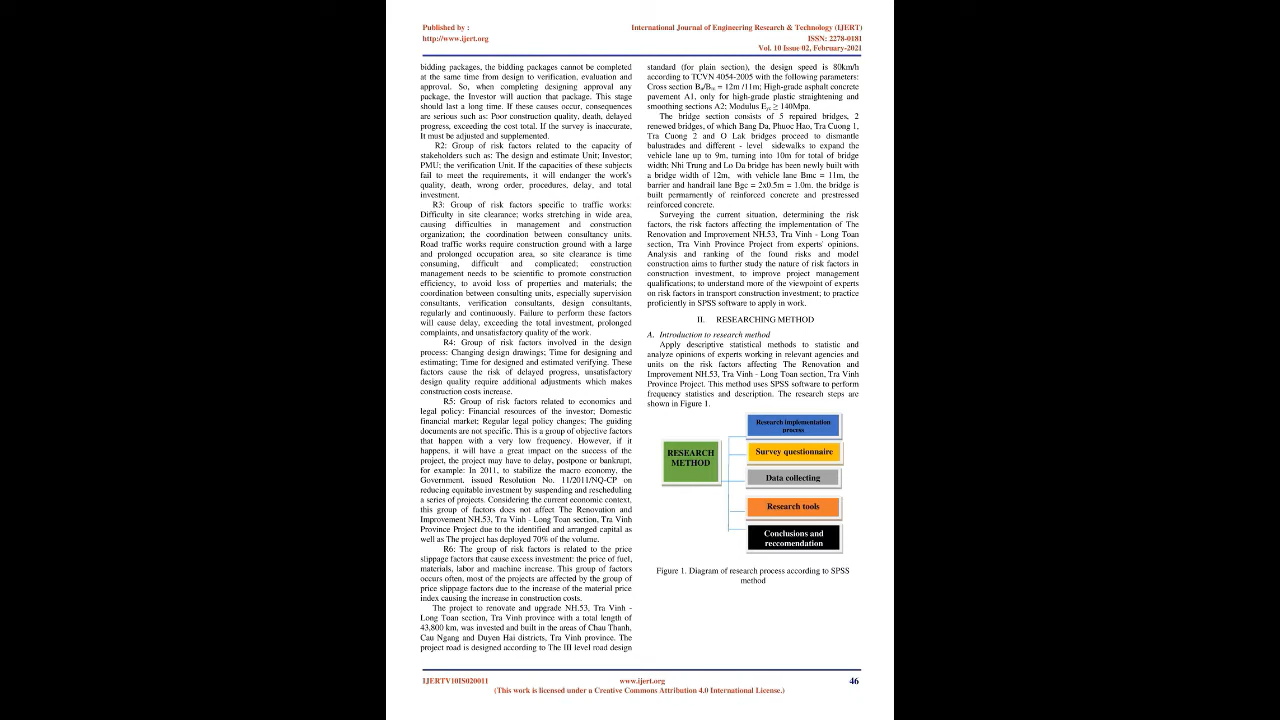 Published by :
http://www.ijert.org
International Journal of Engineering Research & Technology (IJERT)
ISSN: 2278-0181
Vol. 10 Issue 02, February-2021
bidding packages, the bidding packages cannot be completed
at the same time from design to verification, evaluation and
approval. So, when completing designing approval any
package, the Investor will auction that package. This stage
should last a long time. If these causes occur, consequences
are serious such as: Poor construction quality, death, delayed
progress, exceeding the cost total. If the survey is inaccurate,
It must be adjusted and supplemented.
R2: Group of risk factors related to the capacity of
stakeholders such as: The design and estimate Unit; Investor;
PMU; the verification Unit. If the capacities of these subjects
fail to meet the requirements, it will endanger the work's
quality, death, wrong order, procedures, delay, and total
investment.
R3: Group of risk factors specific to traffic works:
Difficulty in site clearance; works stretching in wide area,
causing difficulties in management and construction
organization; the coordination between consultancy units.
Road traffic works require construction ground with a large
and prolonged occupation area, so site clearance is time
consuming, difficult and complicated; construction
management needs to be scientific to promote construction
efficiency, to avoid loss of properties and materials; the
coordination between consulting units, especially supervision
consultants, verification consultants, design consultants,
regularly and continuously. Failure to perform these factors
will cause delay, exceeding the total investment, prolonged
complaints, and unsatisfactory quality of the work.
R4: Group of risk factors involved in the design
process: Changing design drawings; Time for designing and
estimating; Time for designed and estimated verifying. These
factors cause the risk of delayed progress, unsatisfactory
design quality require additional adjustments which makes
construction costs increase.
R5: Group of risk factors related to economics and
legal policy: Financial resources of the investor; Domestic
financial market; Regular legal policy changes; The guiding
documents are not specific. This is a group of objective factors
that happen with a very low frequency. However, if it
happens, it will have a great impact on the success of the
project, the project may have to delay, postpone or bankrupt,
for example: In 2011, to stabilize the macro economy, the
Government, issued Resolution No. 11/2011/NQ-CP on
reducing equitable investment by suspending and rescheduling
a series of projects. Considering the current economic context,
this group of factors does not affect The Renovation and
Improvement NH.53, Tra Vinh - Long Toan section, Tra Vinh
Province Project due to the identified and arranged capital as
well as The project has deployed 70% of the volume.
R6: The group of risk factors is related to the price
slippage factors that cause excess investment: the price of fuel,
materials, labor and machine increase. This group of factors
occurs often, most of the projects are affected by the group of
price slippage factors due to the increase of the material price
index causing the increase in construction costs.
The project to renovate and upgrade NH.53, Tra Vinh -
Long Toan section, Tra Vinh province with a total length of
43,800 km, was invested and built in the areas of Chau Thanh,
Cau Ngang and Duyen Hai districts, Tra Vinh province. The
project road is designed according to The III level road design
standard (for plain section), the design speed is 80km/h
according to TCVN 4054-2005 with the following parameters:
Cross section Bn/Bm = 12m /11m; High-grade asphalt concrete
pavement A1, only for high-grade plastic straightening and
smoothing sections A2; Modulus Eyc ≥ 140Mpa.
The bridge section consists of 5 repaired bridges, 2
renewed bridges, of which Bang Da, Phuoc Hao, Tra Cuong 1,
Tra Cuong 2 and O Lak bridges proceed to dismantle
balustrades and different - level sidewalks to expand the
vehicle lane up to 9m, turning into 10m for total of bridge
width; Nhi Trung and Lo Da bridge has been newly built with
a bridge width of 12m, with vehicle lane Bmc = 11m, the
barrier and handrail lane Bgc = 2x0.5m = 1.0m. the bridge is
built permarnently of reinforced concrete and prestressed
reinforced concrete.
Surveying the current situation, determining the risk
factors, the risk factors affecting the implementation of The
Renovation and Improvement NH.53, Tra Vinh - Long Toan
section, Tra Vinh Province Project from experts' opinions.
Analysis and ranking of the found risks and model
construction aims to further study the nature of risk factors in
construction investment, to improve project management
qualifications; to understand more of the viewpoint of experts
on risk factors in transport construction investment; to practice
proficiently in SPSS software to apply in work.
II. RESEARCHING METHOD
A. Introduction to research method
Apply descriptive statistical methods to statistic and
analyze opinions of experts working in relevant agencies and
units on the risk factors affecting The Renovation and
Improvement NH.53, Tra Vinh - Long Toan section, Tra Vinh
Province Project. This method uses SPSS software to perform
frequency statistics and description. The research steps are
shown in Figure 1.
RESEARCH
METHOD
Research implementation
process
Survey questionnaire
Data collecting
Research tools
Conclusions and
reccomendation
Figure 1. Diagram of research process according to SPSS
method
IJERTV10IS020011
www.ijert.org
(This work is licensed under a Creative Commons Attribution 4.0 International License.)
46